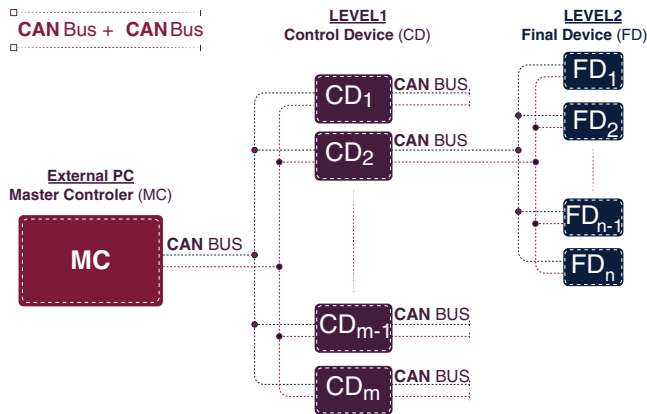 CAN Bus + CAN Bus
LEVEL1
Control Device (CD)
LEVEL2
Final Device (FD)
CD1
CAN BUS
CD2
CAN BUS
FD1
FD2
External PC
Master Controler (MC)
MC
CAN BUS
FDn-1
FDn
CDm-1
CAN BUS
CDm
CAN BUS